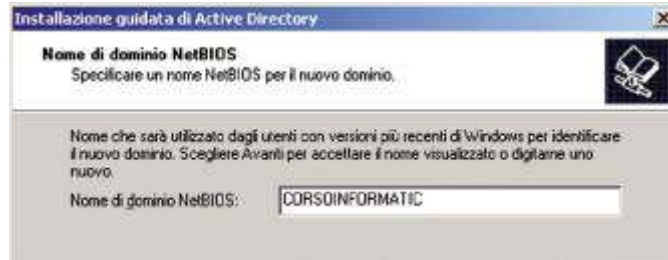 Installazione guidata di Active Directory
Nome di dominio NetBIOS
Specificare un nome NetBIOS per il nuovo dominio.
Nome che sarà utilizzato dagli utenti con versioni più recenti di Windows per identificare
il nuovo dominio. Scegliere Avanti per accettare il nome visualizzato o digitarne uno
nuovo.
Nome di dominio NetBIOS: CORSOINFORMATIC